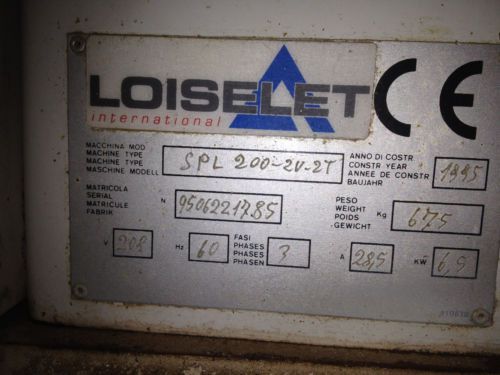 LOISELET
international
CE
MACCHINA MOD
MACHINE TYPE
MACHINE TYPE
MASCHINE MODELL
SPL 200-2V-2T
ANNO DI COSTR
CONSTR YEAR
ANNEE DE CONSTR
BAUJAHR
1995
MATRICOLA
SERIAL
MATRICULE
FABRIK
N
9506221785
PESO
WEIGHT
POIDS
GEWICHT
Kg
675
V
208
Hz
60
FASI
PHASES
PHASES
PHASEN
3
A
28,5
KW
6,5